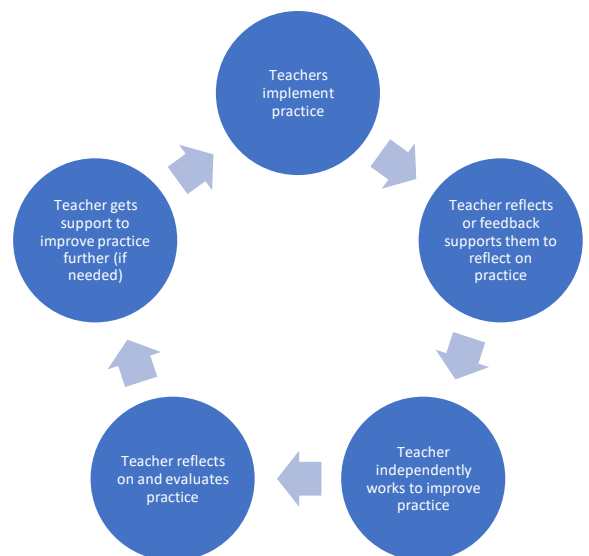 Teachers
implement
practice
Teacher reflects
or feedback
supports them to
reflect on
practice
Teacher
independently
works to improve
practice
Teacher reflects
on and evaluates
practice
Teacher gets
support to
improve practice
further (if
needed)